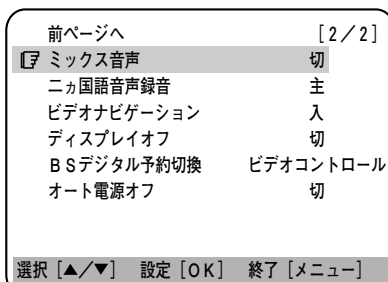 前ページへ [2/2]
ミックス音声 切
二ヵ国語音声録音 主
ビデオナビゲーション 入
ディスプレイオフ 切
BSデジタル予約切換 ビデオコントロール
オート電源オフ 切
選択[▲/▼] 設定[OK] 終了[メニュー]